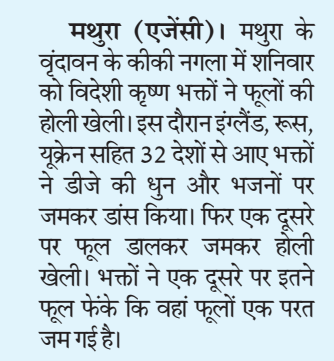 मथुरा (एजेंसी)। मथुरा के
वृंदावन के कीकी नगला में शनिवार
को विदेशी कृष्ण भक्तों ने फूलों की
होली खेली। इस दौरान इंग्लैंड, रूस,
यूक्रेन सहित 32 देशों से आए भक्तों
ने डीजे की धुन और भजनों पर
जमकर डांस किया। फिर एक दूसरे
पर फूल डालकर जमकर होली
खेली। भक्तों ने एक दूसरे पर इतने
फूल फेंके कि वहां फूलों एक परत
जम गई है।